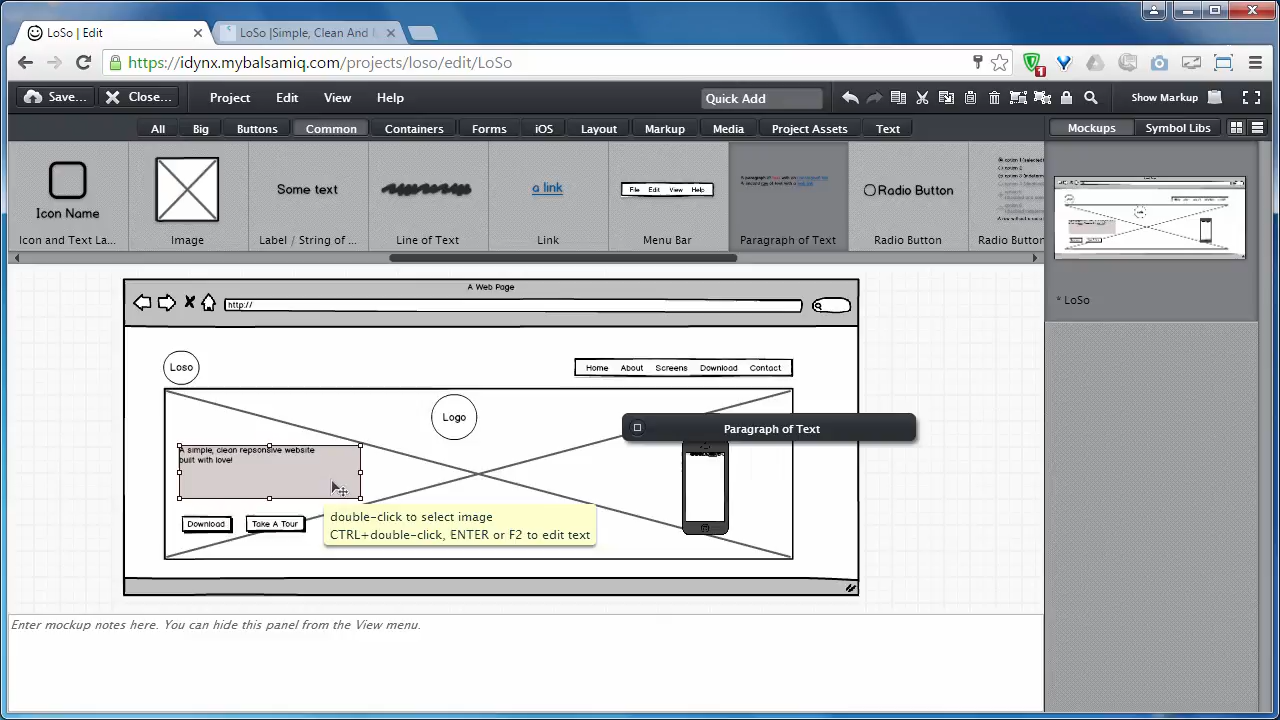 LoSo | Edit
LoSo |Simple, Clean And
https://idynx.mybalsamiq.com/projects/loso/edit/LoSo
1
Save... Close... Project Edit View Help Quick Add Show Markup
All Big Buttons Common Containers Forms iOS Layout Markup Media Project Assets Text Mockups Symbol Libs
Icon Name
Some text
a link
File Edit View Help
Radio Button
Icon and Text La... Image Label / String of ... Line of Text Link Menu Bar Paragraph of Text Radio Button Radio Button
* LoSo
A Web Page
http://
Loso
Home About Screens Download Contact
Logo
Paragraph of Text
A simple, clean repsonsive website
built with love!
Download Take A Tour
double-click to select image
CTRL+double-click, ENTER or F2 to edit text
Enter mockup notes here. You can hide this panel from the View menu.